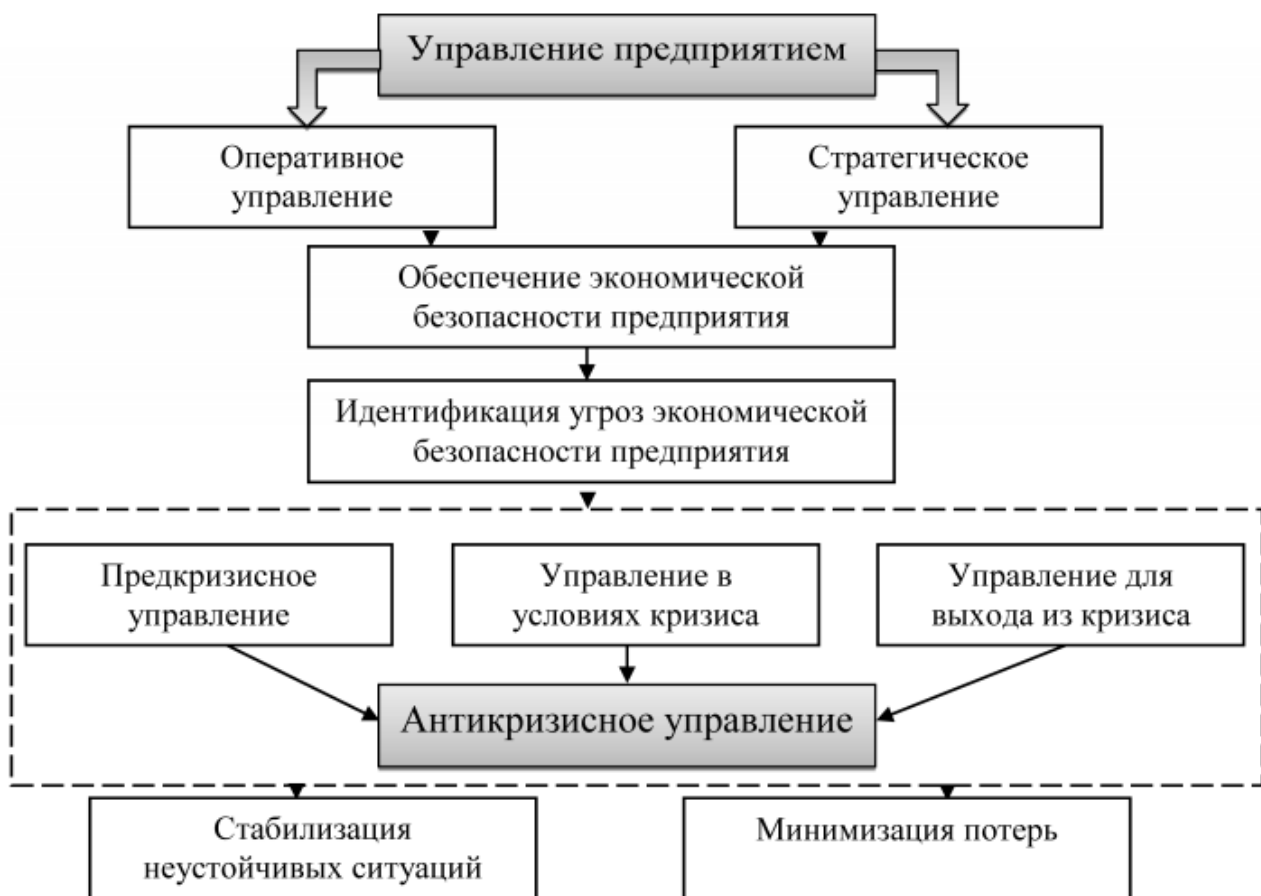 Управление предприятием
Оперативное
управление
Стратегическое
управление
Обеспечение экономической
безопасности предприятия
Идентификация угроз экономической
безопасности предприятия
Предкризисное
управление
Управление в
условиях кризиса
Управление для
выхода из кризиса
Антикризисное управление
Стабилизация
неустойчивых ситуаций
Минимизация потерь